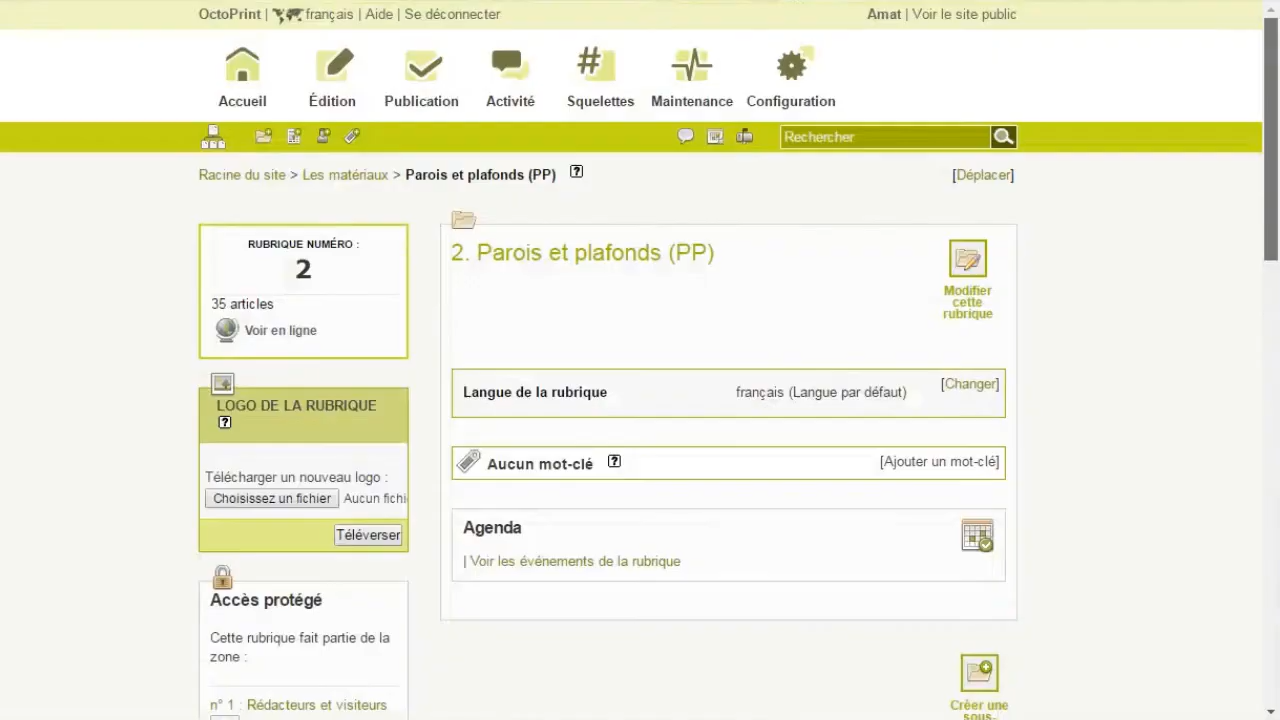 OctoPrint | français | Aide | Se déconnecter
Amat | Voir le site public
Accueil
Édition
Publication
Activité
Squelettes
Maintenance
Configuration
Rechercher
Racine du site > Les matériaux > Parois et plafonds (PP) ?
[Déplacer]
RUBRIQUE NUMÉRO :
2
35 articles
Voir en ligne
LOGO DE LA RUBRIQUE
?
Télécharger un nouveau logo :
Choisissez un fichier Aucun fichi
Téléverser
Accès protégé
Cette rubrique fait partie de la
zone :
n° 1 : Rédacteurs et visiteurs
2. Parois et plafonds (PP)
Modifier
cette
rubrique
Langue de la rubrique
français (Langue par défaut)
[Changer]
Aucun mot-clé ?
[Ajouter un mot-clé]
Agenda
| Voir les événements de la rubrique
Créer une
sous-